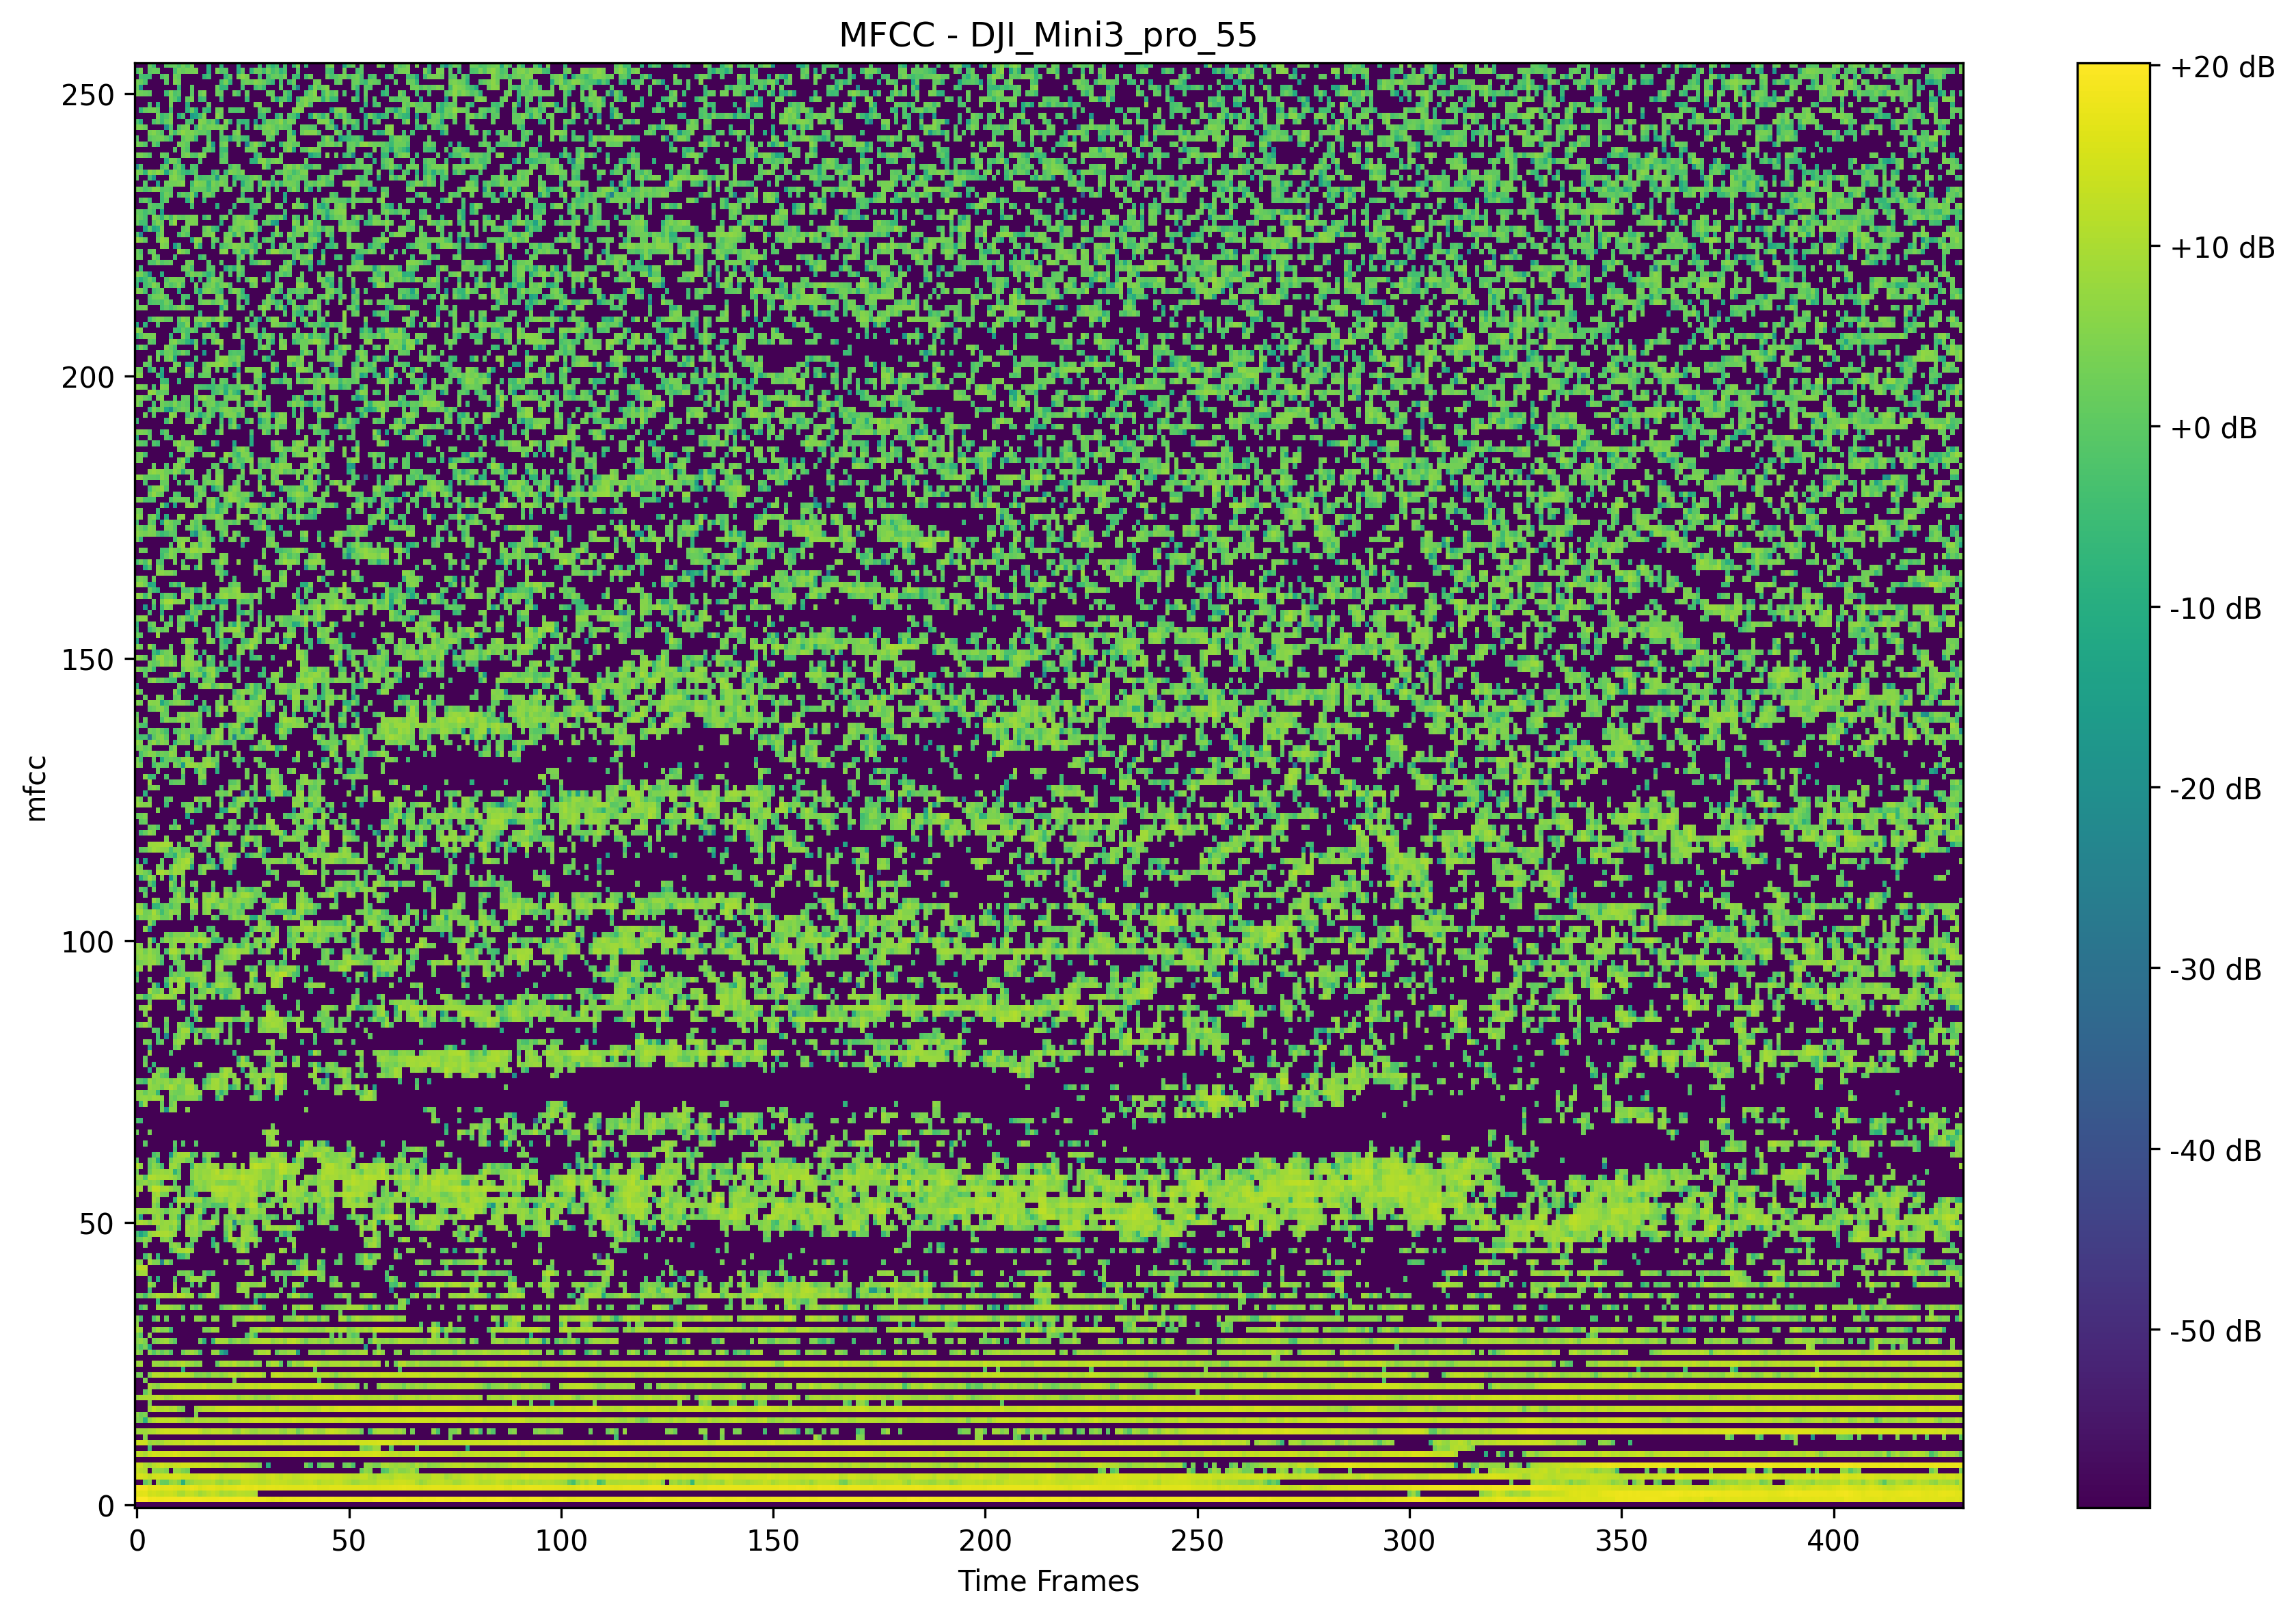 MFCC - DJI_Mini3_pro_55
mfcc
250
200
150
100
50
0
0 50 100 150 200 250 300 350 400
Time Frames
+20 dB
+10 dB
+0 dB
-10 dB
-20 dB
-30 dB
-40 dB
-50 dB